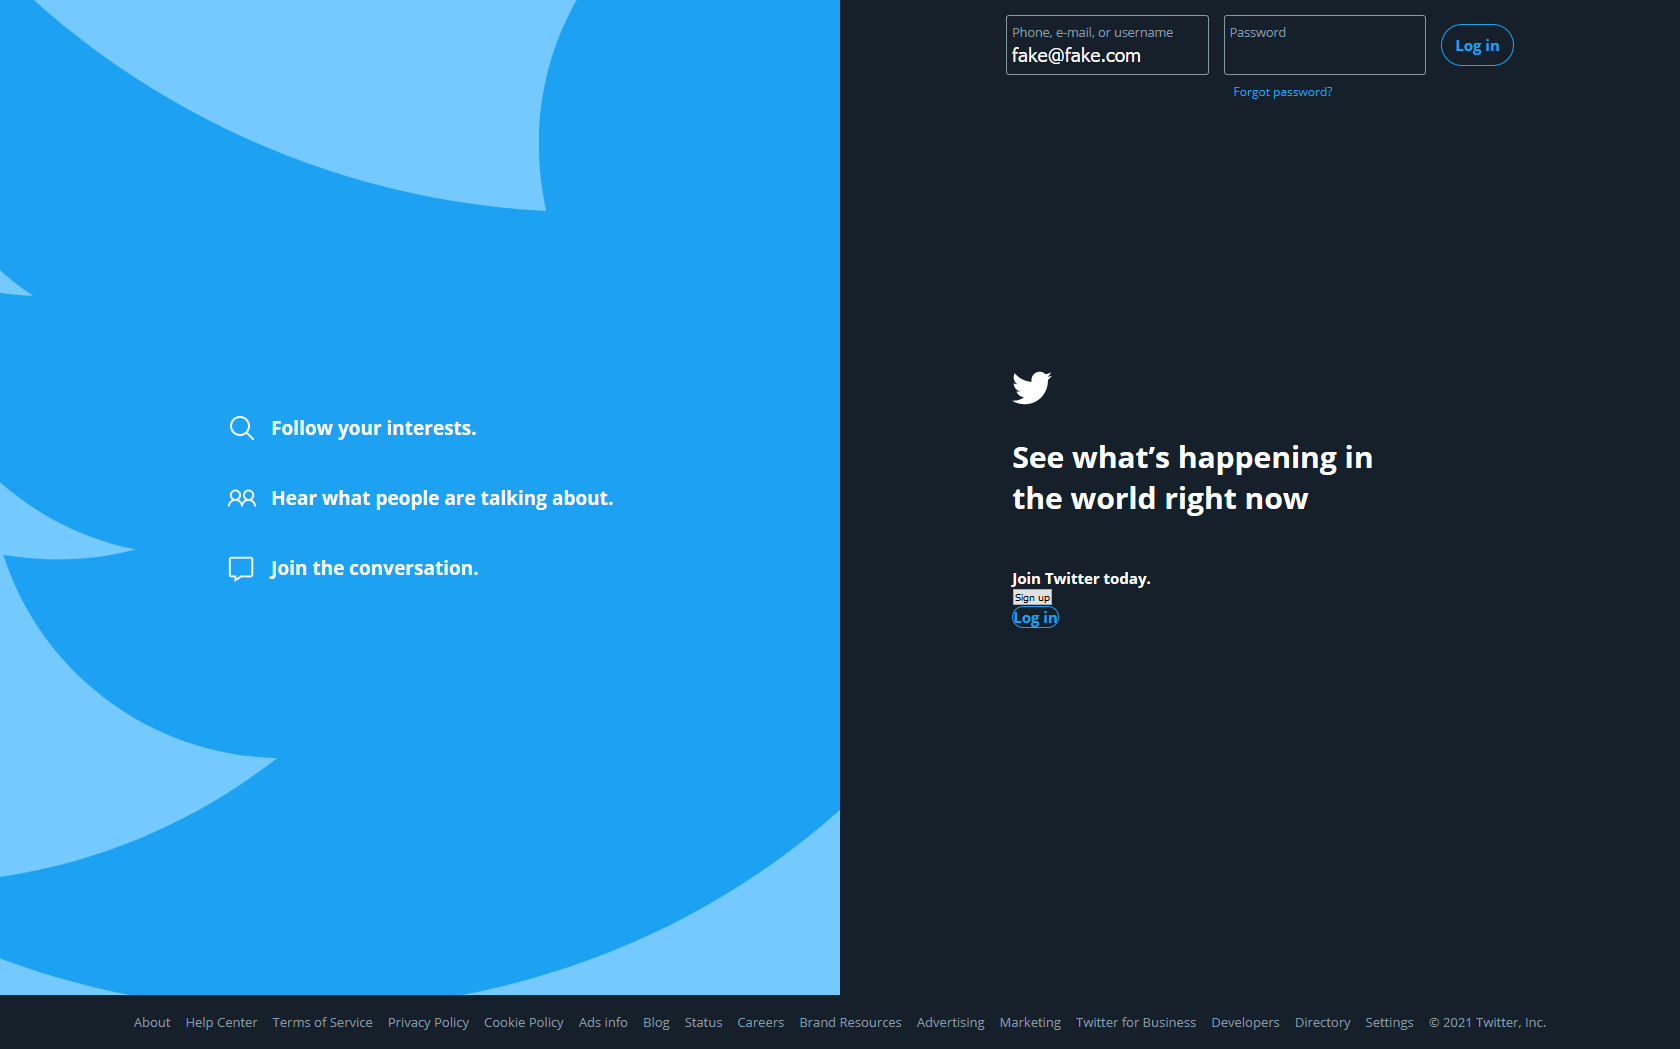 Phone, e-mail, or username
fake@fake.com
Password
Log in
Forgot password?
Follow your interests.
Hear what people are talking about.
Join the conversation.
See what’s happening in
the world right now
Join Twitter today.
Sign up
Log in
About Help Center Terms of Service Privacy Policy Cookie Policy Ads info Blog Status Careers Brand Resources Advertising Marketing Twitter for Business Developers Directory Settings © 2021 Twitter, Inc.